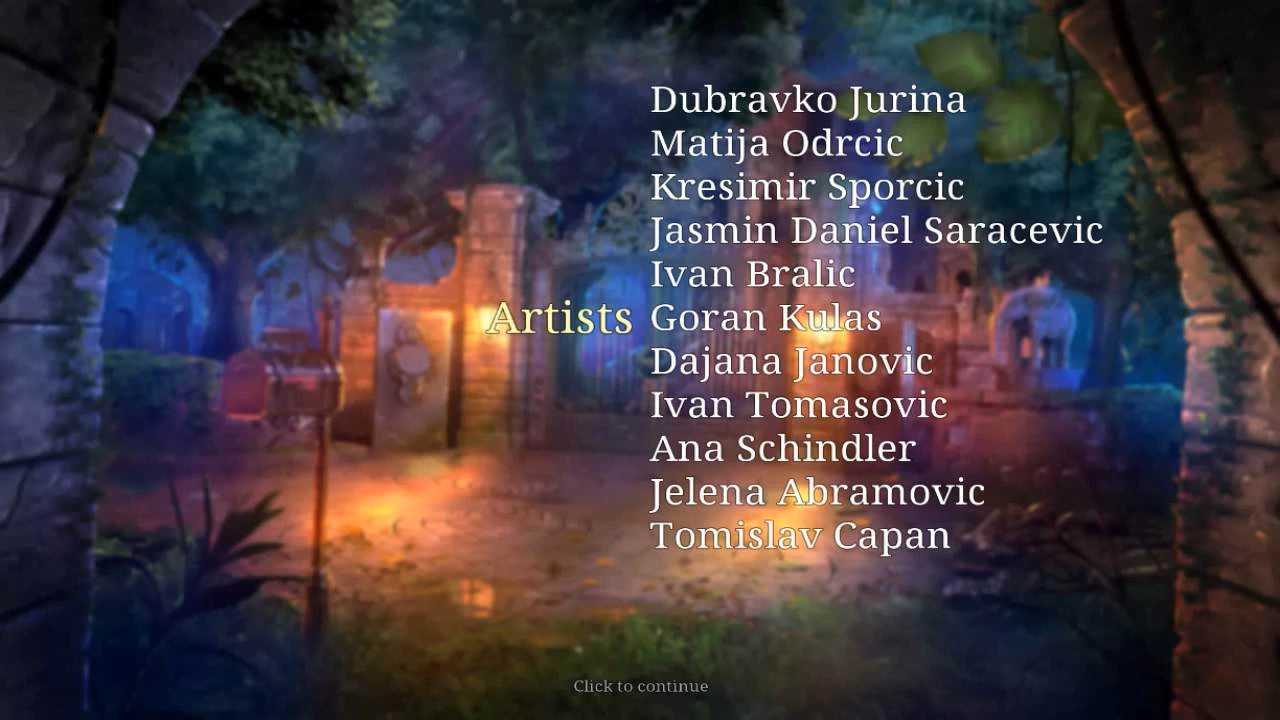 Dubravko Jurina
Matija Odrcic
Kresimir Sporcic
Jasmin Daniel Saracevic
Ivan Bralic
Artists Goran Kulas
Dajana Janovic
Ivan Tomasovic
Ana Schindler
Jelena Abramovic
Tomislav Capan
Click to continue